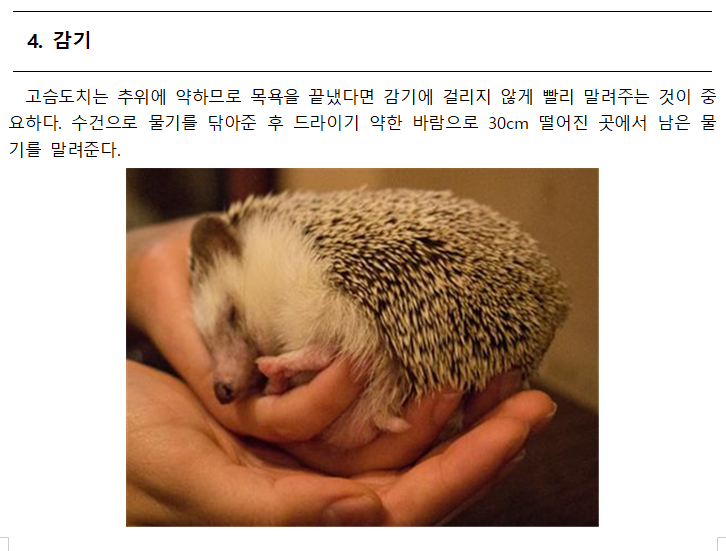 4. 감기
고슴도치는 추위에 약하므로 목욕을 끝냈다면 감기에 걸리지 않게 빨리 말려주는 것이 중
요하다. 수건으로 물기를 닦아준 후 드라이기 약한 바람으로 30cm 떨어진 곳에서 남은 물
기를 말려준다.